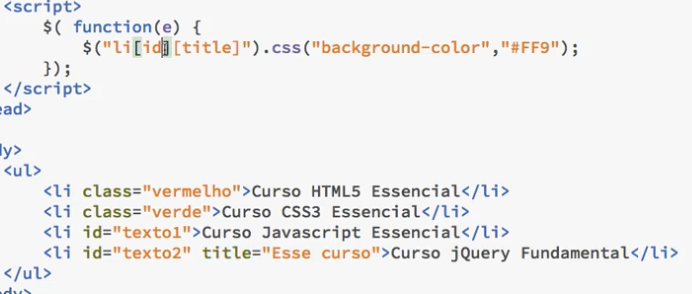 <script>
$( function(e) {
$("li[id][title]").css("background-color","#FF9");
});
</script>
ead>
dy>
<ul>
<li class="vermelho">Curso HTML5 Essencial</li>
<li class="verde">Curso CSS3 Essencial</li>
<li id="texto1">Curso Javascript Essencial</li>
<li id="texto2" title="Esse curso">Curso jQuery Fundamental</li>
</ul>
ody>